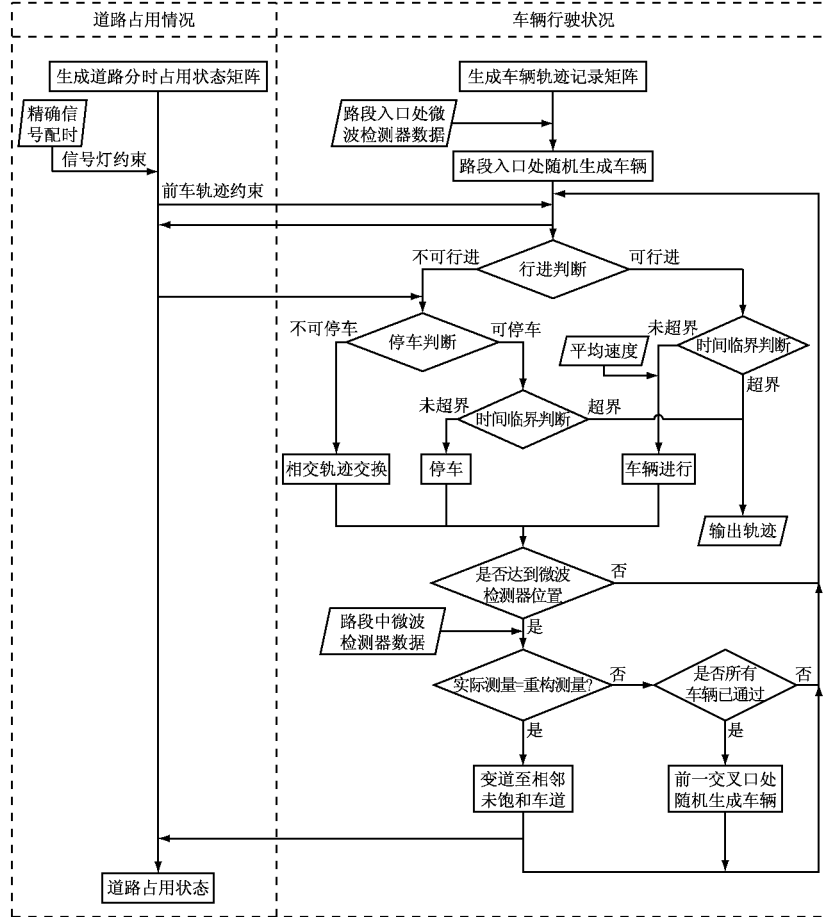 道路占用情况
车辆行驶状况
生成道路分时占用状态矩阵
生成车辆轨迹记录矩阵
精确信
号配时
路段入口处微
波检测器数据
信号灯约束
路段入口处随机生成车辆
前车轨迹约束
不可行进
行进判断
可行进
不可停车
停车判断
可停车
平均速度
未超界
时间临界判断
超界
未超界
时间临界判断
超界
相交轨迹交换
停车
车辆进行
输出轨迹
是否达到微波
检测器位置
否
路段中微波
检测器数据
是
实际测量=重构测量?
否
是否所有
车辆已通过
否
是
是
变道至相邻
未饱和车道
前一交叉口处
随机生成车辆
道路占用状态